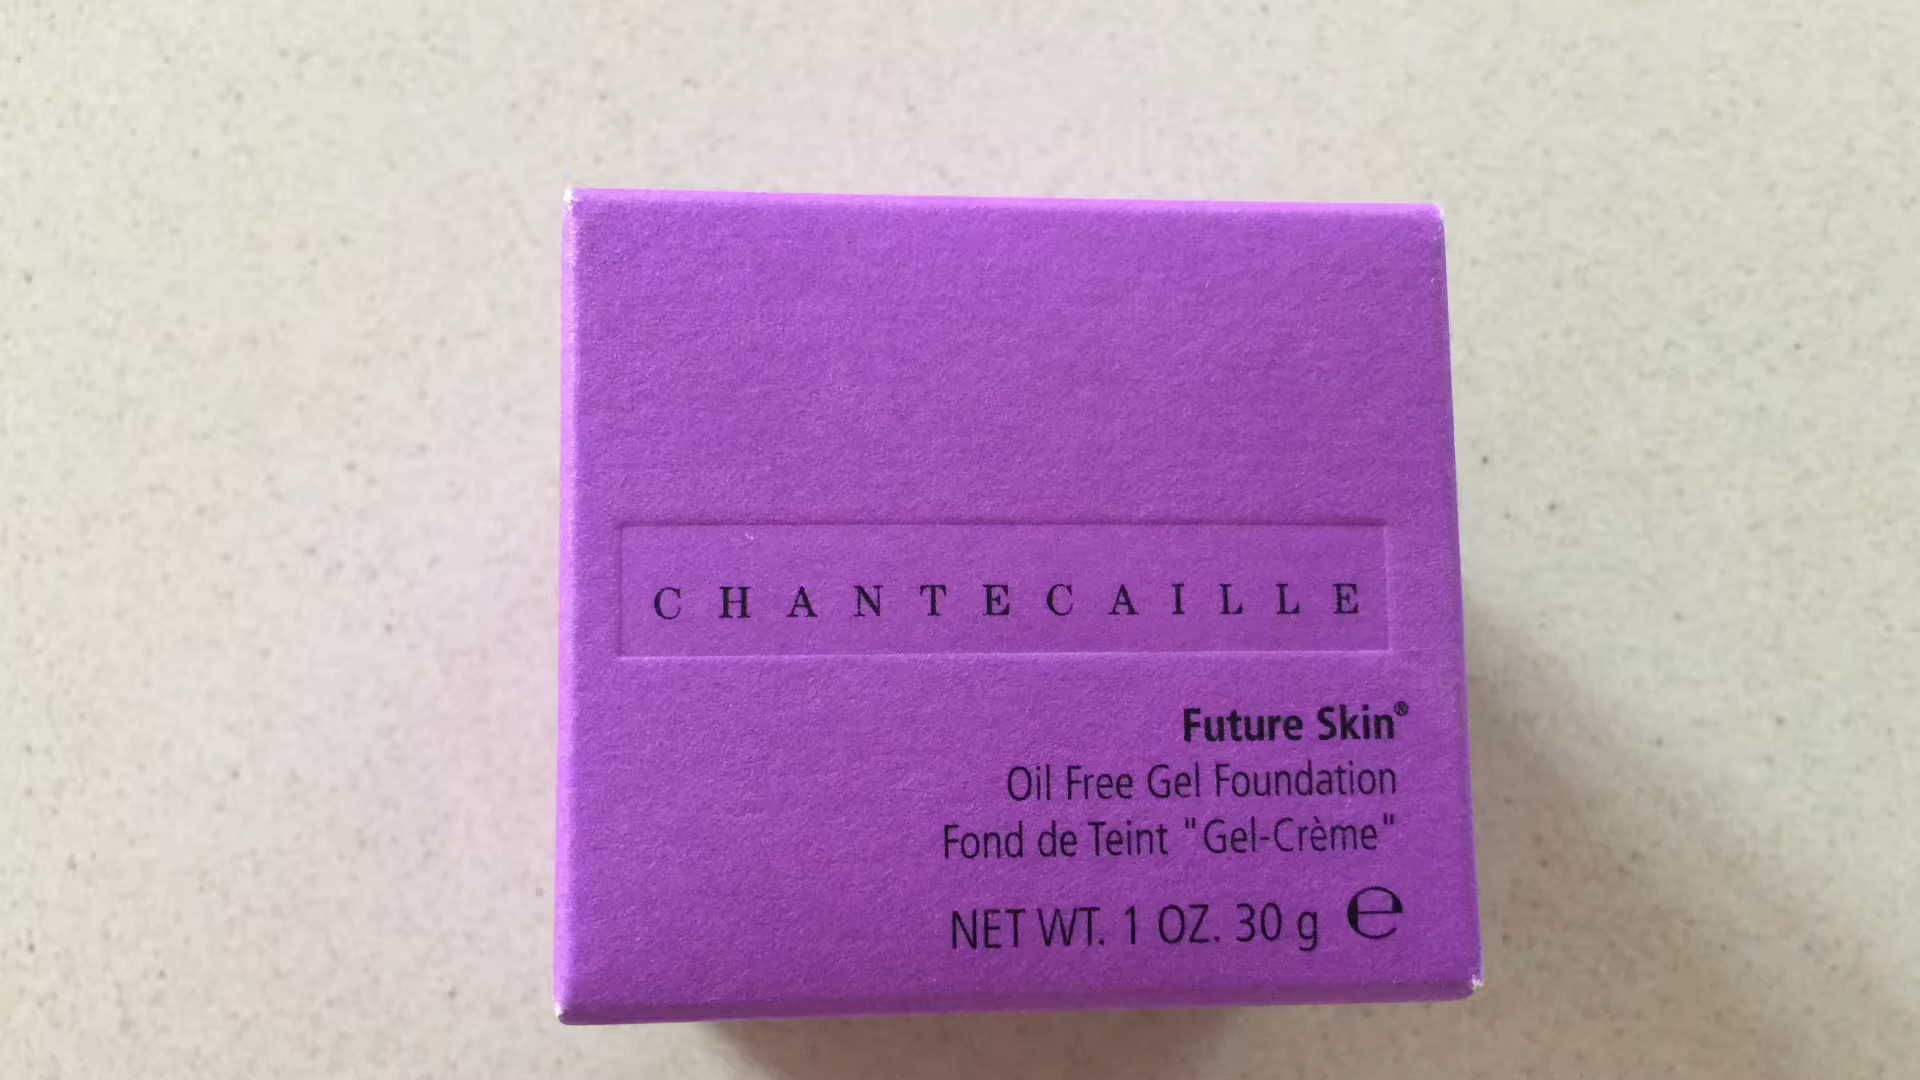 CHANTECAILLE
Future Skin®
Oil Free Gel Foundation
Fond de Teint "Gel-Crème"
NET WT. 1 OZ. 30 g ℮